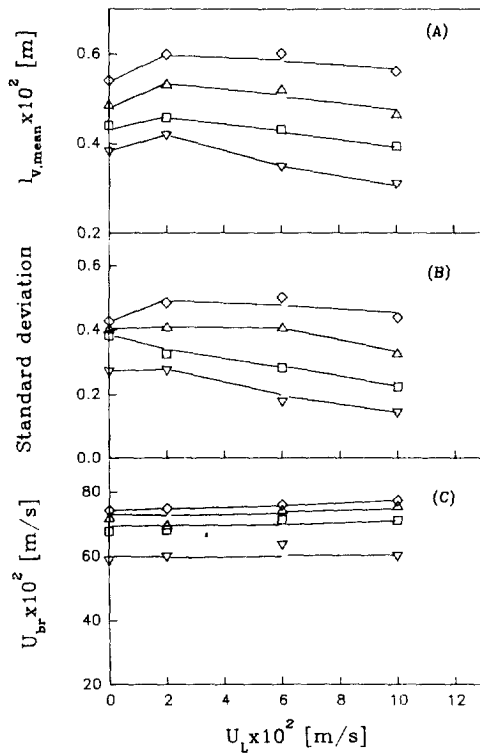 (A)
0.6
0.4
0.2
l_v,mean x10^2 [m]
(B)
0.6
0.4
0.2
0.0
Standard deviation
(C)
80
60
40
20
U_br x10^2 [m/s]
0 2 4 6 8 10 12
U_L x10^2 [m/s]